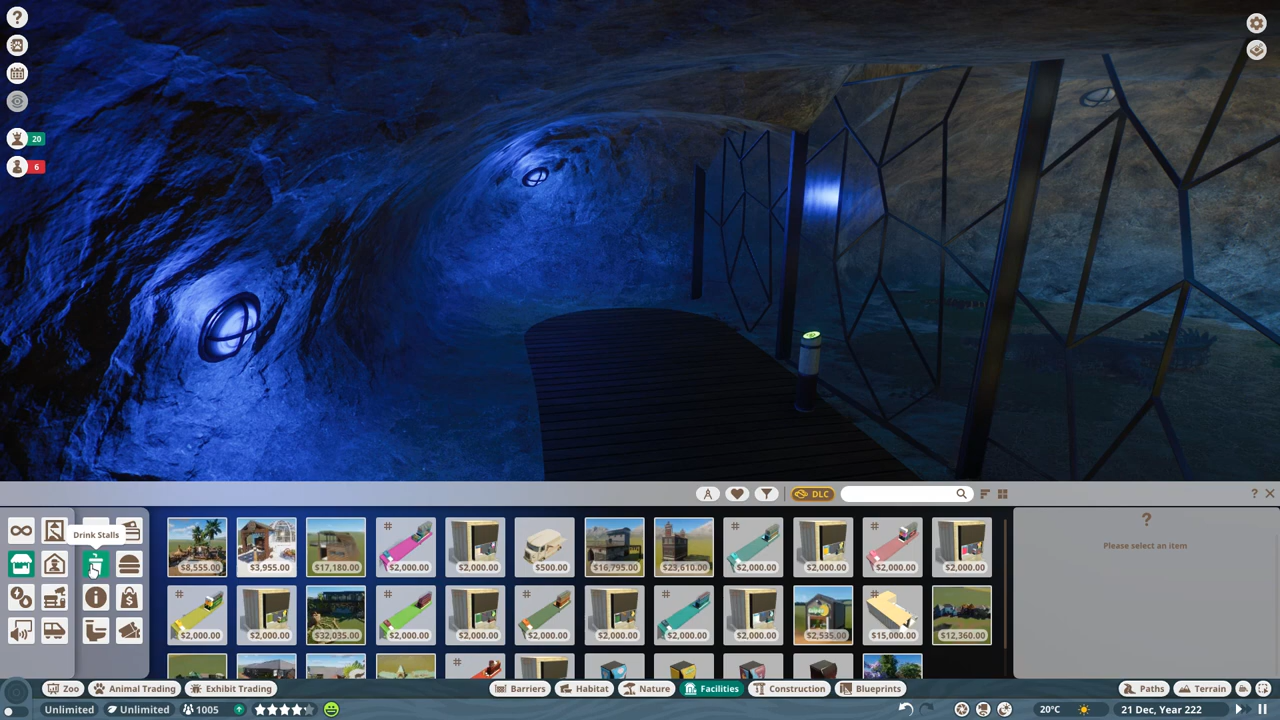 ?
20
6
DLC
?
Drink Stalls
$8,555.00
$3,955.00
$17,180.00
$2,000.00
$2,000.00
$500.00
$16,795.00
$23,610.00
$2,000.00
$2,000.00
$2,000.00
$2,000.00
$2,000.00
$2,000.00
$32,035.00
$2,000.00
$2,000.00
$2,000.00
$2,000.00
$2,000.00
$2,000.00
$2,535.00
$15,000.00
$12,360.00
?
Please select an item
Zoo
Animal Trading
Exhibit Trading
Barriers
Habitat
Nature
Facilities
Construction
Blueprints
Paths
Terrain
Unlimited
Unlimited
1005
20°C
21 Dec, Year 222